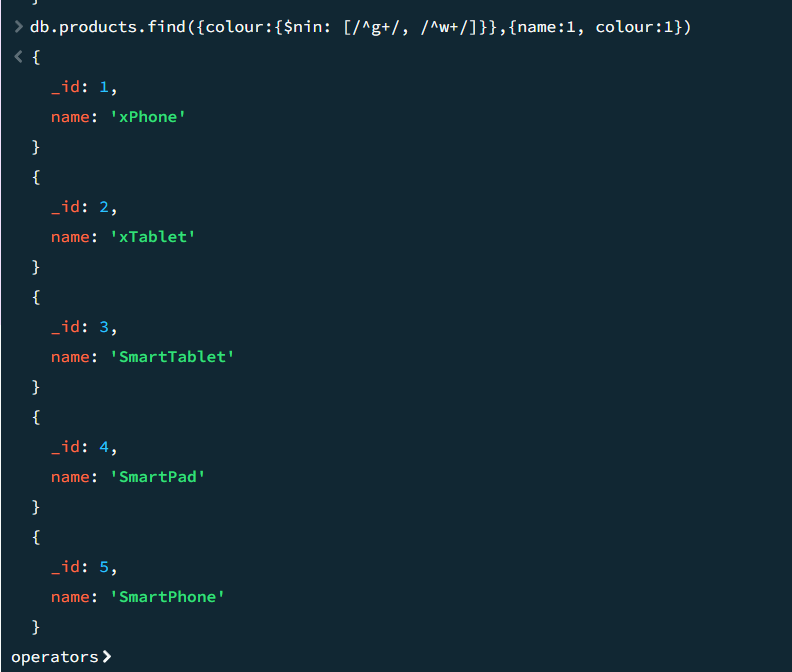 }
> db.products.find({colour:{$nin: [/^g+/, /^w+/]}},{name:1, colour:1})
< {
_id: 1,
name: 'xPhone'
}
{
_id: 2,
name: 'xTablet'
}
{
_id: 3,
name: 'SmartTablet'
}
{
_id: 4,
name: 'SmartPad'
}
{
_id: 5,
name: 'SmartPhone'
}
operators>